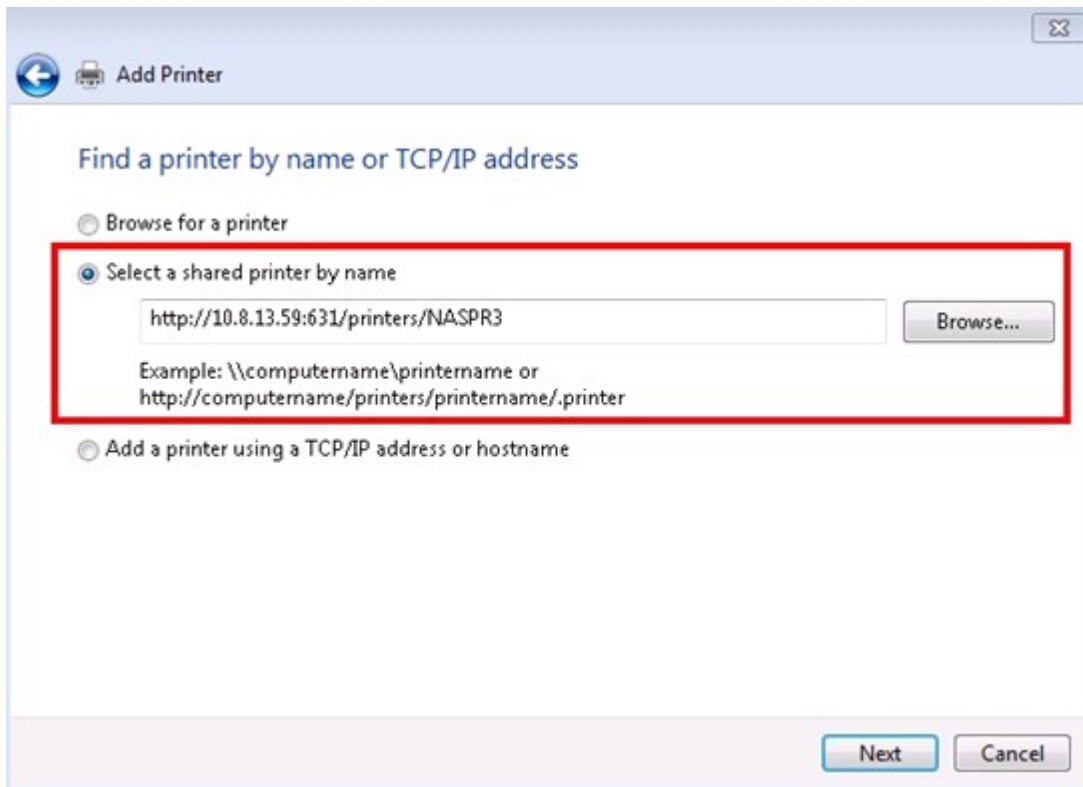 Add Printer
Find a printer by name or TCP/IP address
Browse for a printer
Select a shared printer by name
http://10.8.13.59:631/printers/NASPR3
Browse...
Example: \\computername\printername or
http://computername/printers/printername/.printer
Add a printer using a TCP/IP address or hostname
Next
Cancel